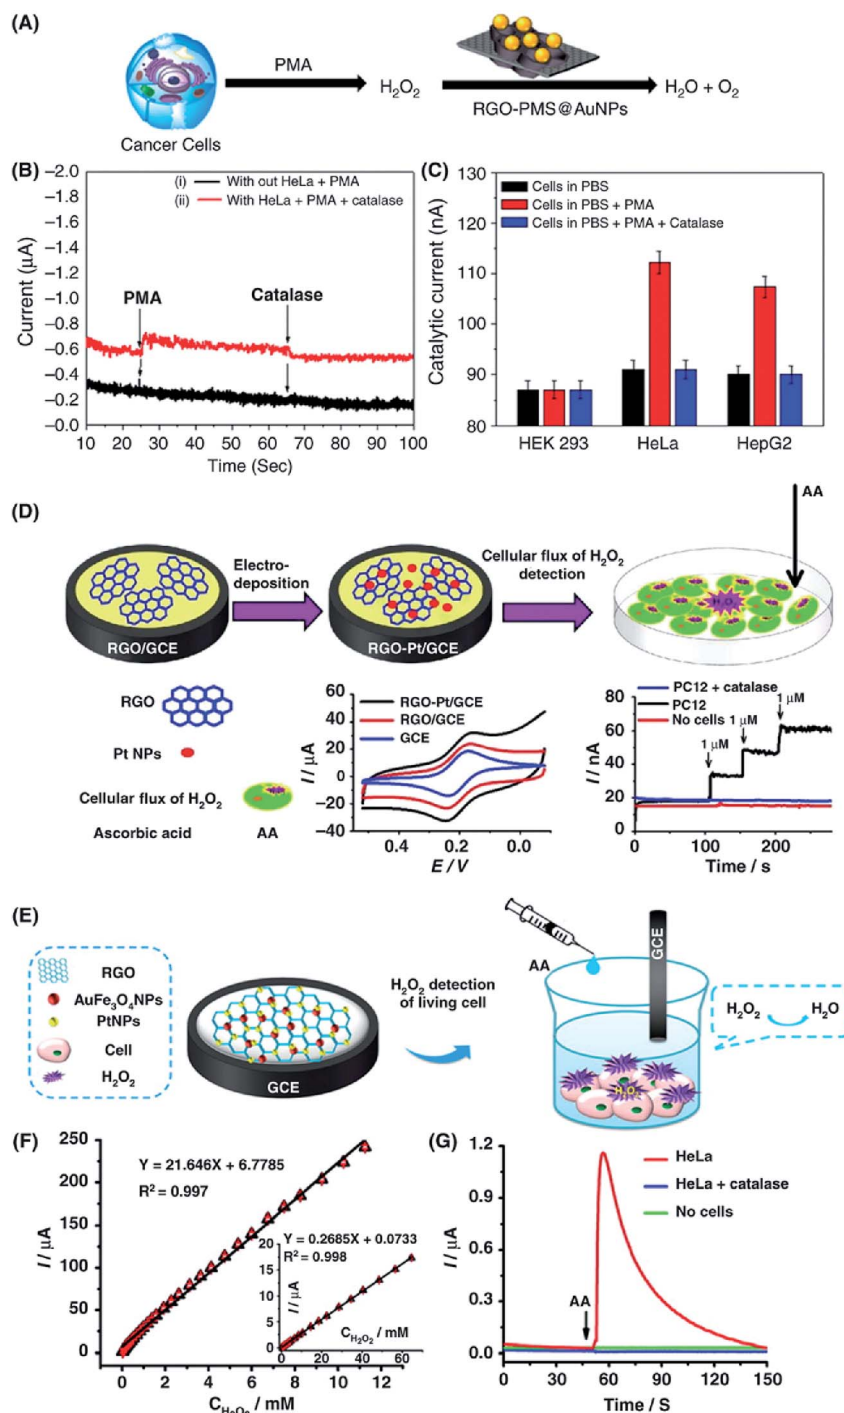 (A)
PMA
H₂O₂
H₂O + O₂
RGO-PMS@AuNPs
Cancer Cells
(B)
(i) With out HeLa + PMA
(ii) With HeLa + PMA + catalase
–2.0
–1.8
–1.6
–1.4
–1.2
–1.0
–0.8
–0.6
–0.4
–0.2
–0.0
Current (µA)
PMA
Catalase
10 20 30 40 50 60 70 80 90 100
Time (Sec)
(C)
Cells in PBS
Cells in PBS + PMA
Cells in PBS + PMA + Catalase
130
120
110
100
90
80
Catalytic current (nA)
HEK 293 HeLa HepG2
(D)
AA
Electro-
deposition
Cellular flux of H₂O₂
detection
RGO/GCE
RGO-Pt/GCE
RGO
Pt NPs
Cellular flux of H₂O₂
Ascorbic acid AA
60
40
20
0
−20
−40
I / µA
RGO-Pt/GCE
RGO/GCE
GCE
0.4 0.2 0.0
E / V
80
60
40
20
0
I / nA
PC12 + catalase
PC12
No cells
1 µM
1 µM
1 µM
0 100 200
Time / s
(E)
RGO
AuFe₃O₄NPs
PtNPs
Cell
H₂O₂
GCE
H₂O₂ detection
of living cell
AA
GCE
H₂O₂
H₂O₂ H₂O
(F)
250
200
150
100
50
0
I / µA
Y = 21.646X + 6.7785
R² = 0.997
Y = 0.2685X + 0.0733
R² = 0.998
20
15
10
5
0
I / µA
0 20 40 60
C_H₂O₂ / mM
0 2 4 6 8 10 12
C_H₂O₂ / mM
(G)
1.2
0.9
0.6
0.3
0.0
I / µA
HeLa
HeLa + catalase
No cells
AA
0 30 60 90 120 150
Time / S